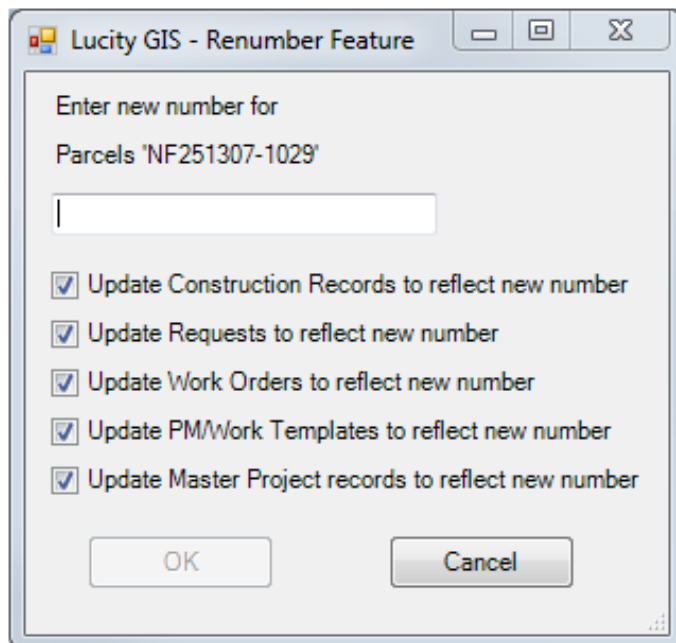 Lucity GIS - Renumber Feature
Enter new number for
Parcels 'NF251307-1029'
Update Construction Records to reflect new number
Update Requests to reflect new number
Update Work Orders to reflect new number
Update PM/Work Templates to reflect new number
Update Master Project records to reflect new number
OK Cancel